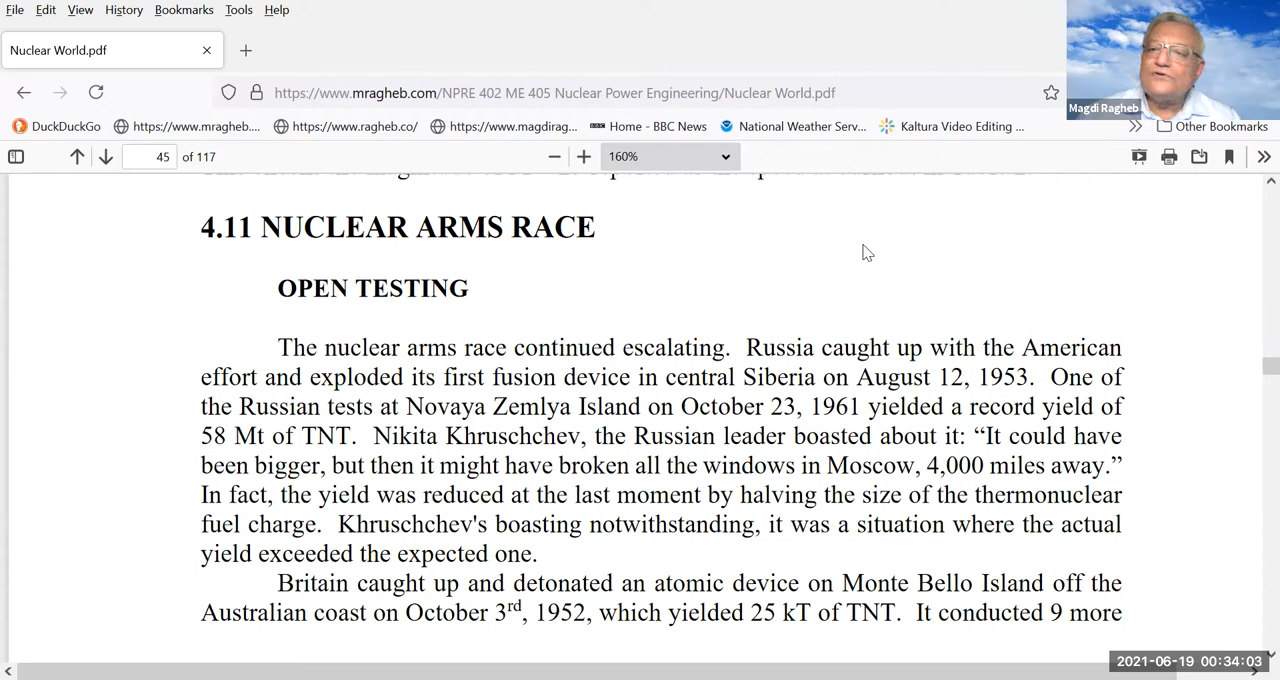 File Edit View History Bookmarks Tools Help
Nuclear World.pdf
https://www.mragheb.com/NPRE 402 ME 405 Nuclear Power Engineering/Nuclear World.pdf
Magdi Ragheb
DuckDuckGo https://www.mragheb.... https://www.ragheb.co/ https://www.magdirag... Home - BBC News National Weather Serv... Kaltura Video Editing ... Other Bookmarks
45 of 117 160%
4.11 NUCLEAR ARMS RACE
OPEN TESTING
The nuclear arms race continued escalating. Russia caught up with the American
effort and exploded its first fusion device in central Siberia on August 12, 1953. One of
the Russian tests at Novaya Zemlya Island on October 23, 1961 yielded a record yield of
58 Mt of TNT. Nikita Khruschchev, the Russian leader boasted about it: “It could have
been bigger, but then it might have broken all the windows in Moscow, 4,000 miles away.”
In fact, the yield was reduced at the last moment by halving the size of the thermonuclear
fuel charge. Khruschchev's boasting notwithstanding, it was a situation where the actual
yield exceeded the expected one.
Britain caught up and detonated an atomic device on Monte Bello Island off the
Australian coast on October 3rd, 1952, which yielded 25 kT of TNT. It conducted 9 more
2021-06-19 00:34:03